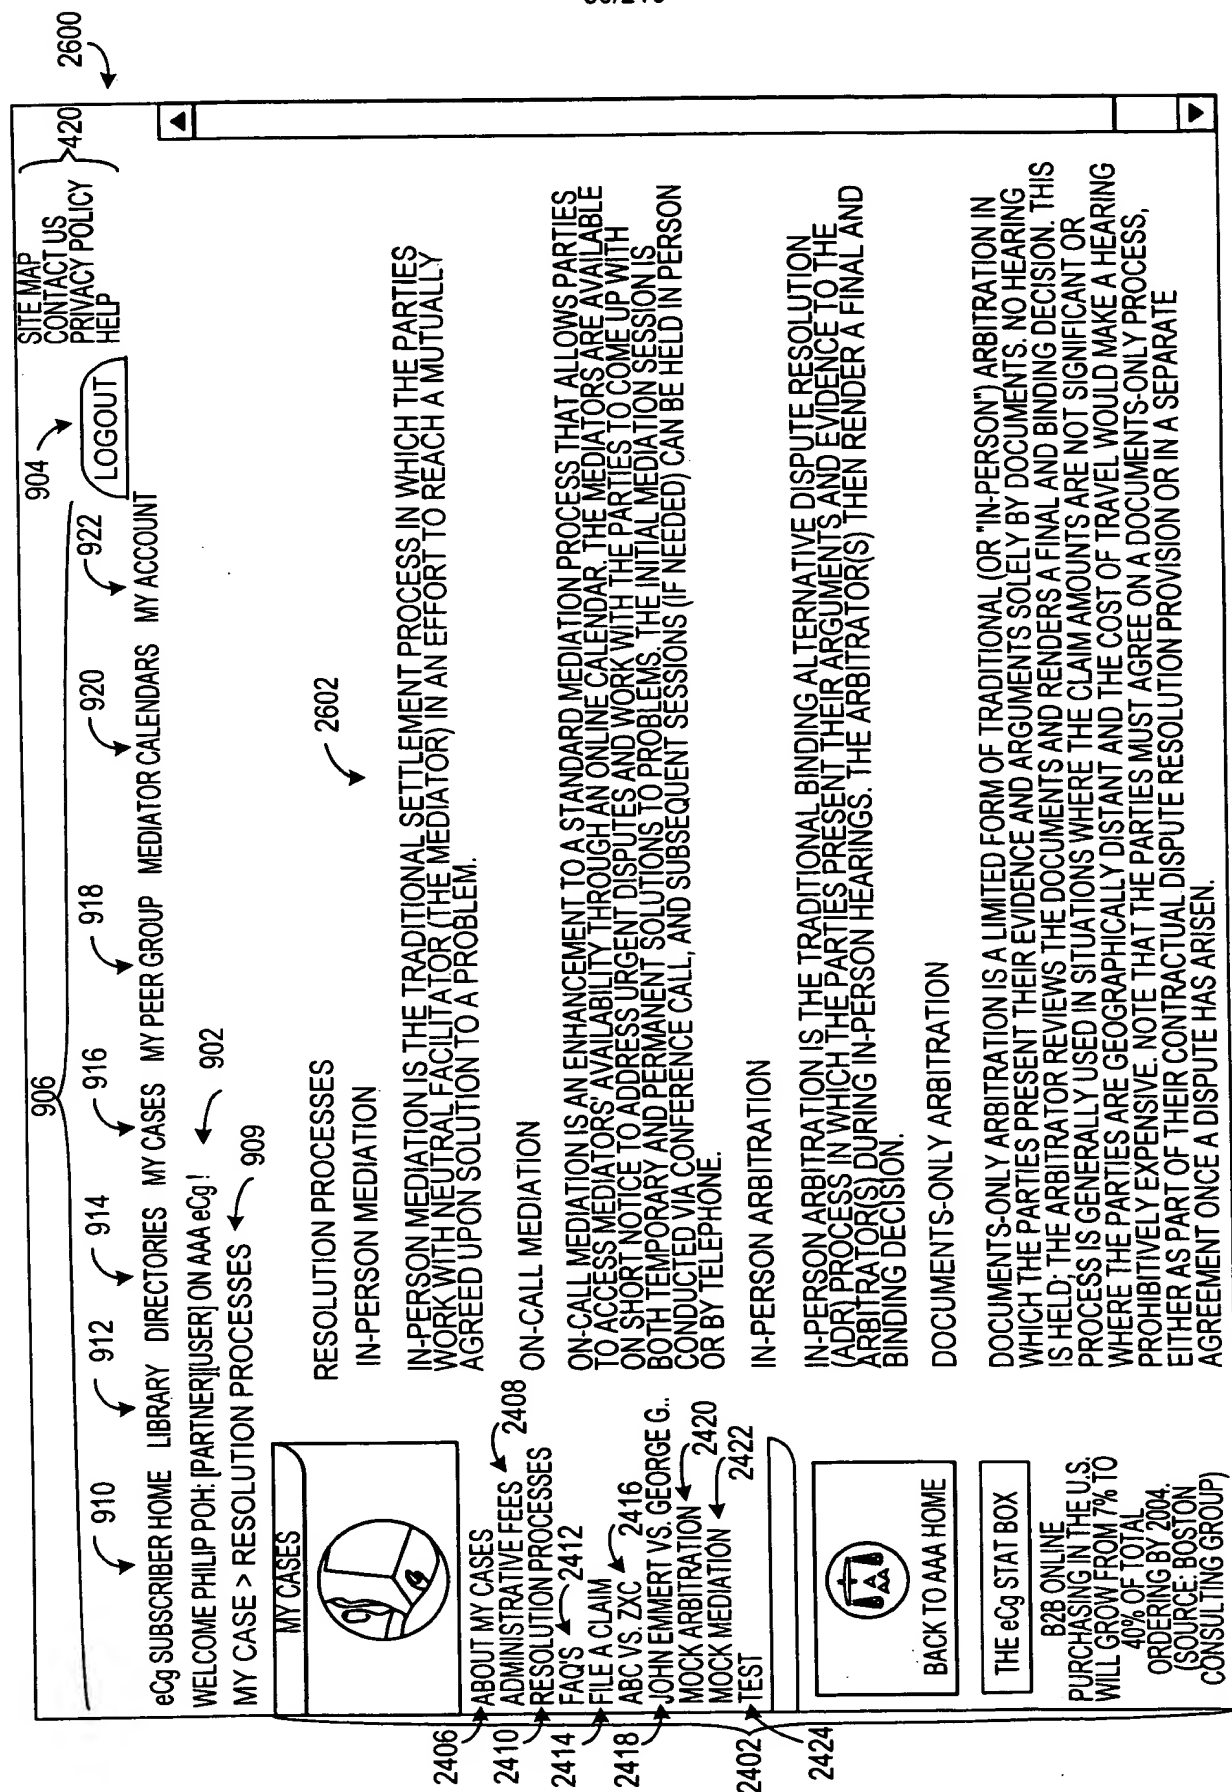 2600
906
904
910
912
914
916
918
920
922
SITE MAP
CONTACT US
PRIVACY POLICY
HELP
420
LOGOUT
eCg SUBSCRIBER HOME LIBRARY DIRECTORIES MY CASES MY PEER GROUP MEDIATOR CALENDARS MY ACCOUNT
WELCOME PHILIP POH: [PARTNER][USER] ON AAA eCg !
902
MY CASE > RESOLUTION PROCESSES
909
MY CASES
2406
ABOUT MY CASES
ADMINISTRATIVE FEES
2408
2410
RESOLUTION PROCESSES
FAQ'S
2412
2414
FILE A CLAIM
ABC VS. ZXC
2416
2418
JOHN EMMERT VS. GEORGE G..
MOCK ARBITRATION
2420
MOCK MEDIATION
2422
2402
TEST
2424
BACK TO AAA HOME
THE eCg STAT BOX
B2B ONLINE
PURCHASING IN THE U.S.
WILL GROW FROM 7% TO
40% OF TOTAL
ORDERING BY 2004.
(SOURCE: BOSTON
CONSULTING GROUP)
RESOLUTION PROCESSES
2602
IN-PERSON MEDIATION
IN-PERSON MEDIATION IS THE TRADITIONAL SETTLEMENT PROCESS IN WHICH THE PARTIES
WORK WITH NEUTRAL FACILITATOR (THE MEDIATOR) IN AN EFFORT TO REACH A MUTUALLY
AGREED UPON SOLUTION TO A PROBLEM.
ON-CALL MEDIATION
ON-CALL MEDIATION IS AN ENHANCEMENT TO A STANDARD MEDIATION PROCESS THAT ALLOWS PARTIES
TO ACCESS MEDIATORS' AVAILABILITY THROUGH AN ONLINE CALENDAR. THE MEDIATORS ARE AVAILABLE
ON SHORT NOTICE TO ADDRESS URGENT DISPUTES AND WORK WITH THE PARTIES TO COME UP WITH
BOTH TEMPORARY AND PERMANENT SOLUTIONS TO PROBLEMS. THE INITIAL MEDIATION SESSION IS
CONDUCTED VIA CONFERENCE CALL, AND SUBSEQUENT SESSIONS (IF NEEDED) CAN BE HELD IN PERSON
OR BY TELEPHONE.
IN-PERSON ARBITRATION
IN-PERSON ARBITRATION IS THE TRADITIONAL BINDING ALTERNATIVE DISPUTE RESOLUTION
(ADR) PROCESS IN WHICH THE PARTIES PRESENT THEIR ARGUMENTS AND EVIDENCE TO THE
ARBITRATOR(S) DURING IN-PERSON HEARINGS. THE ARBITRATOR(S) THEN RENDER A FINAL AND
BINDING DECISION.
DOCUMENTS-ONLY ARBITRATION
DOCUMENTS-ONLY ARBITRATION IS A LIMITED FORM OF TRADITIONAL (OR "IN-PERSON") ARBITRATION IN
WHICH THE PARTIES PRESENT THEIR EVIDENCE AND ARGUMENTS SOLELY BY DOCUMENTS. NO HEARING
IS HELD; THE ARBITRATOR REVIEWS THE DOCUMENTS AND RENDERS A FINAL AND BINDING DECISION. THIS
PROCESS IS GENERALLY USED IN SITUATIONS WHERE THE CLAIM AMOUNTS ARE NOT SIGNIFICANT OR
WHERE THE PARTIES ARE GEOGRAPHICALLY DISTANT AND THE COST OF TRAVEL WOULD MAKE A HEARING
PROHIBITIVELY EXPENSIVE. NOTE THAT THE PARTIES MUST AGREE ON A DOCUMENTS-ONLY PROCESS,
EITHER AS PART OF THEIR CONTRACTUAL DISPUTE RESOLUTION PROVISION OR IN A SEPARATE
AGREEMENT ONCE A DISPUTE HAS ARISEN.